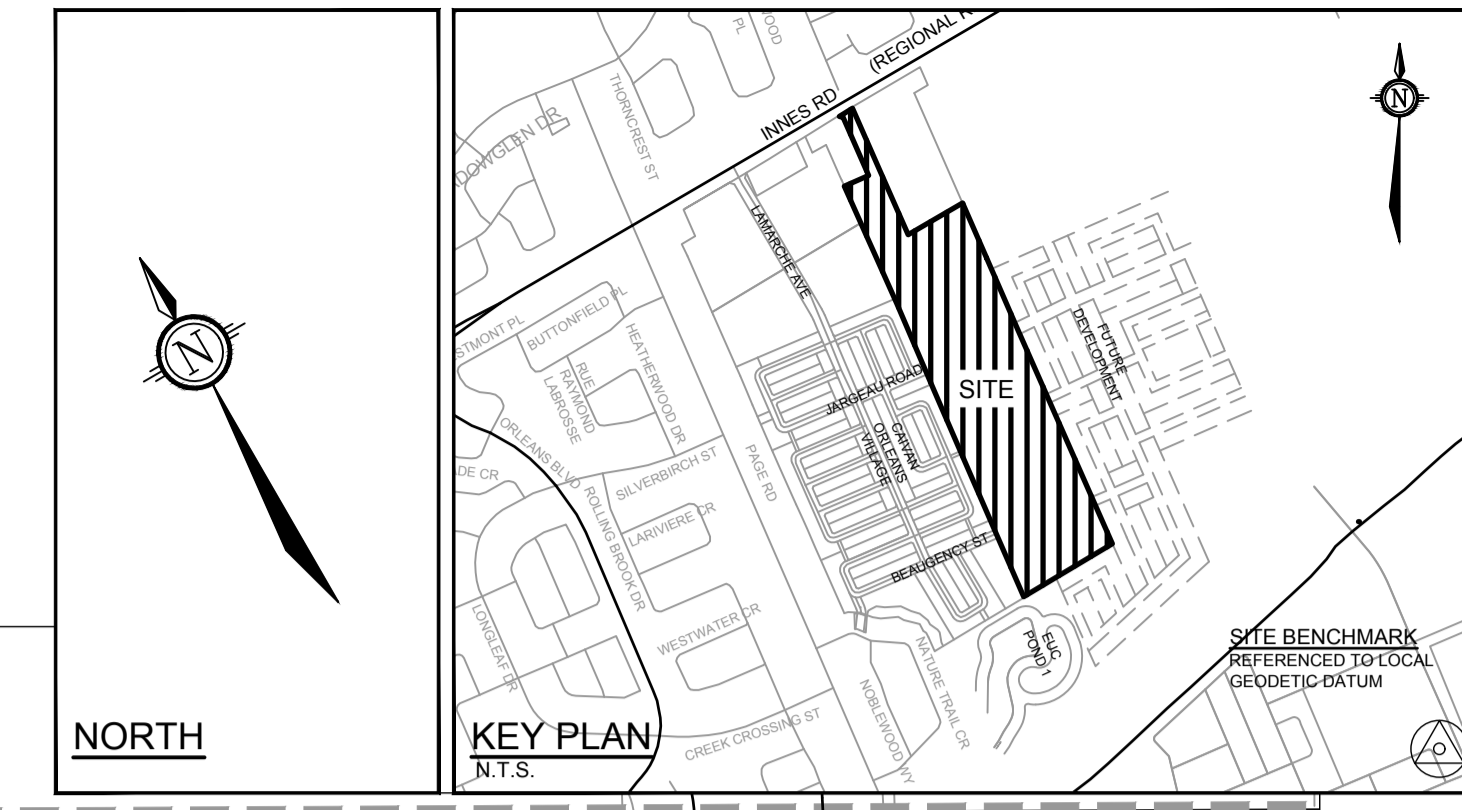 N
NORTH
WOOD
PL
(REGIONAL R
INNES RD
N
THORNCREST ST
ADOWGLEN DR
LAMARCHE AVE
STMONT PL
BUTTONFIELD PL
HEATHERWOOD DR
RUE
RAYMOND
LABROSSE
FUTURE
DEVELOPMENT
JARGEAU ROAD
SITE
CAIVAN
ORLEANS
VILLAGE
ORLEANS BLVD
DE CR
SILVERBIRCH ST
PAGE RD
ROLLING BROOK DR
LARIVIERE CR
BEAUGENCY ST
LONGLEAF DR
WESTWATER CR
EUC
POND 1
NATURE TRAIL CR
NOBLEWOOD WY
CREEK CROSSING ST
SITE BENCHMARK
REFERENCED TO LOCAL
GEODETIC DATUM
KEY PLAN
N.T.S.